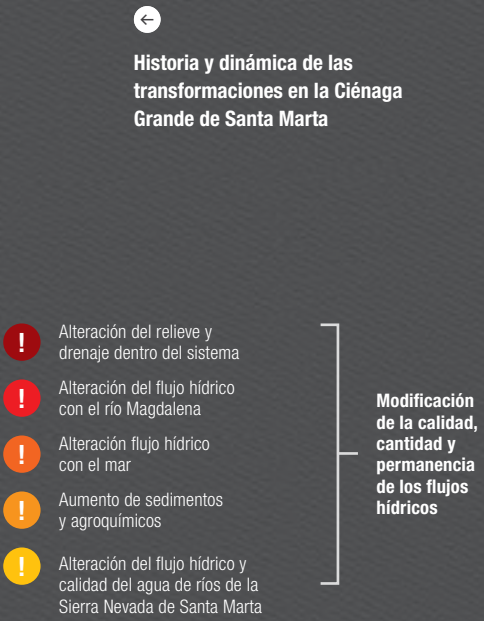 Historia y dinámica de las
transformaciones en la Ciénaga
Grande de Santa Marta
! Alteración del relieve y
drenaje dentro del sistema
! Alteración del flujo hídrico
con el río Magdalena
! Alteración flujo hídrico
con el mar
! Aumento de sedimentos
y agroquímicos
! Alteración del flujo hídrico y
calidad del agua de ríos de la
Sierra Nevada de Santa Marta
Modificación
de la calidad,
cantidad y
permanencia
de los flujos
hídricos